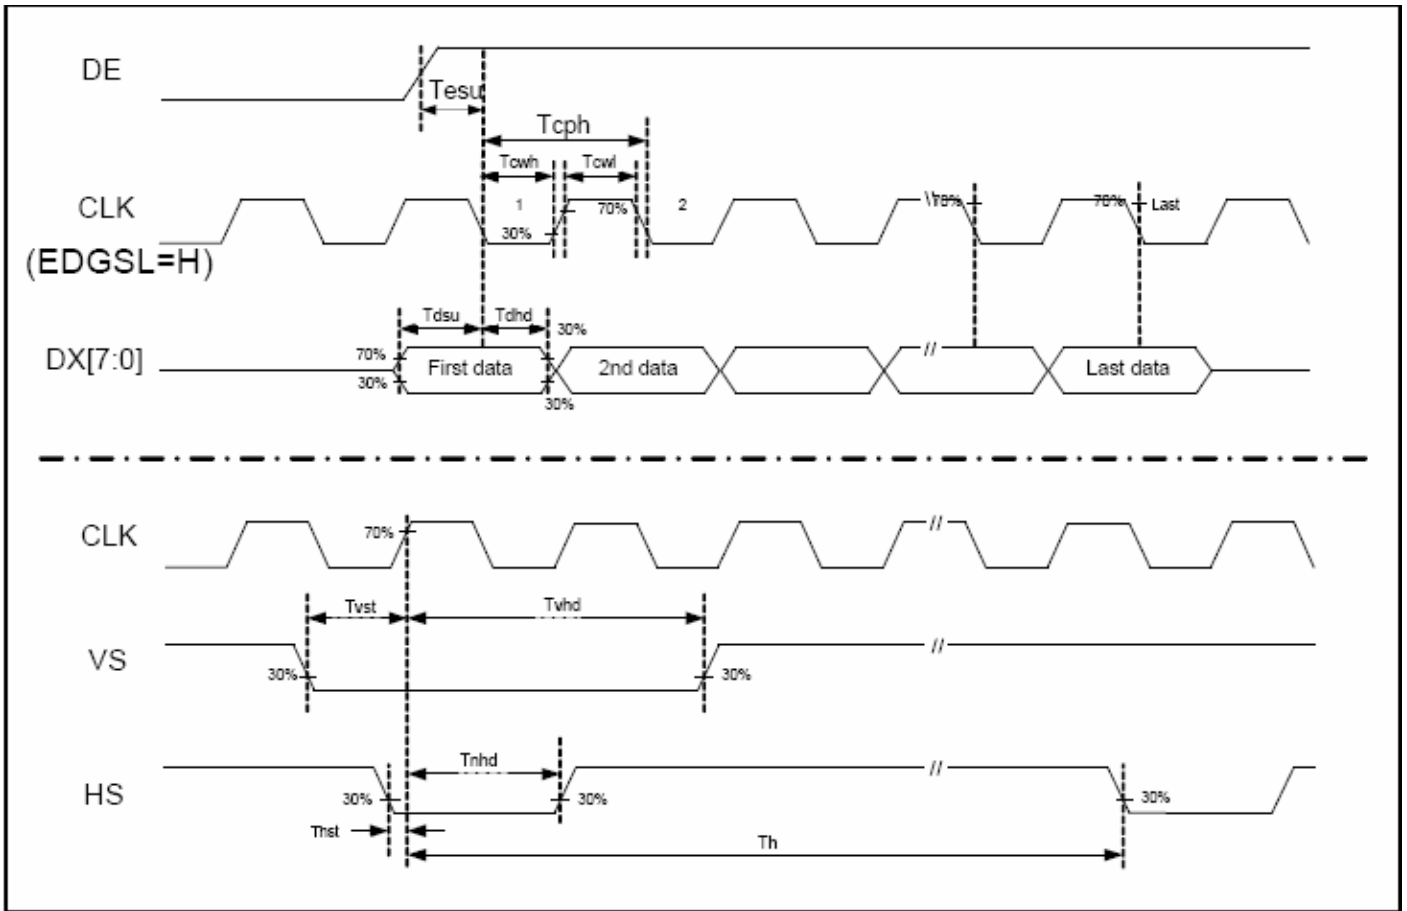 DE
Tesu
Tcph
Tcwh
Tcwl
CLK
1
70%
2
\\
70%
70%
Last
30%
(EDGSL=H)
Tdsu
Tdhd
30%
DX[7:0]
70%
First data
2nd data
//
Last data
30%
30%
CLK
70%
//
Tvst
Tvhd
VS
//
30%
30%
Tnhd
//
HS
30%
30%
30%
Thst
Th